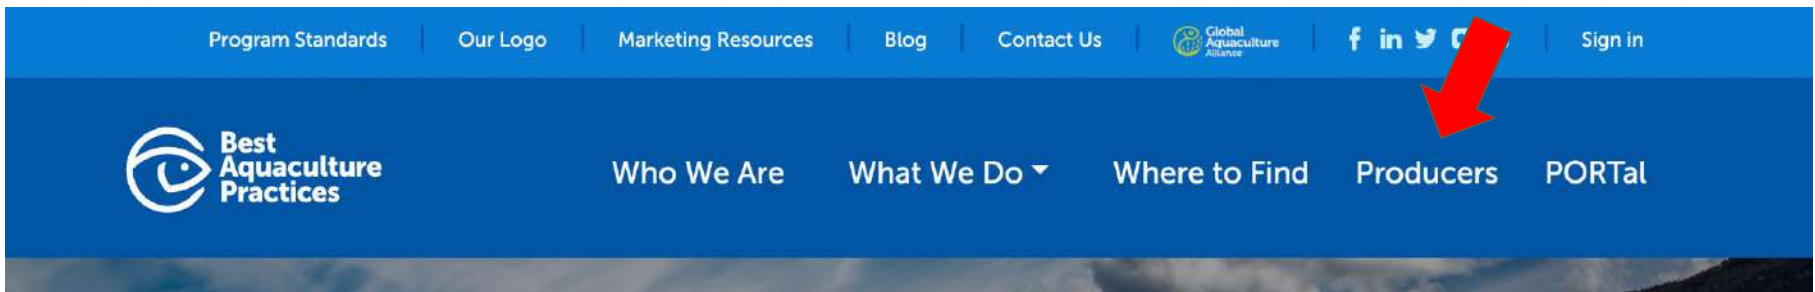 Program Standards
Our Logo
Marketing Resources
Blog
Contact Us
Global
Aquaculture
Alliance
Sign in
Best
Aquaculture
Practices
Who We Are
What We Do
Where to Find
Producers
PORTal